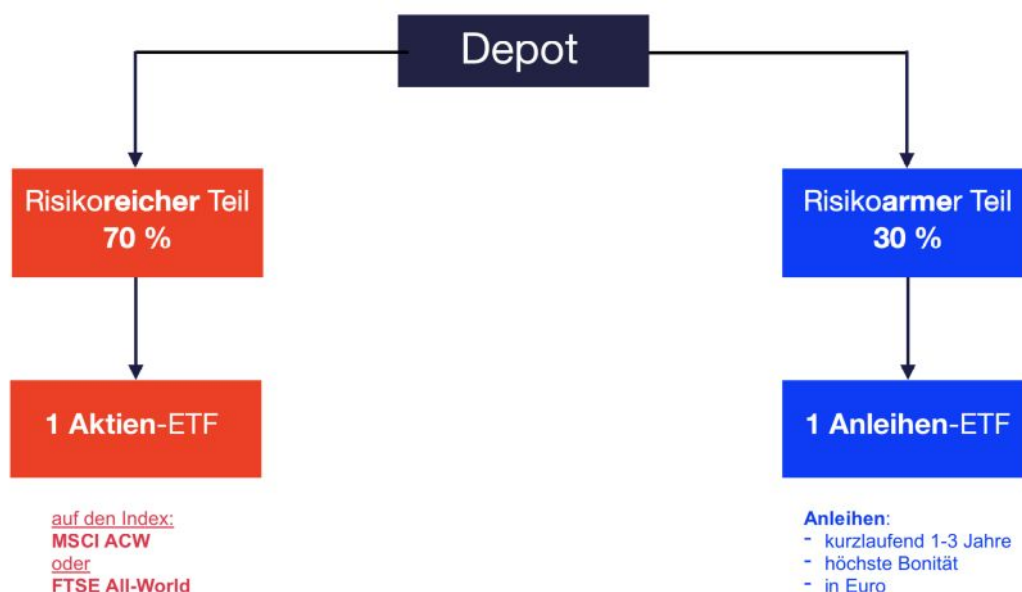 Depot
Risikoreicher Teil
70 %
Risikoarmer Teil
30 %
1 Aktien-ETF
1 Anleihen-ETF
auf den Index:
MSCI ACW
oder
FTSE All-World
Anleihen:
- kurzlaufend 1-3 Jahre
- höchste Bonität
- in Euro